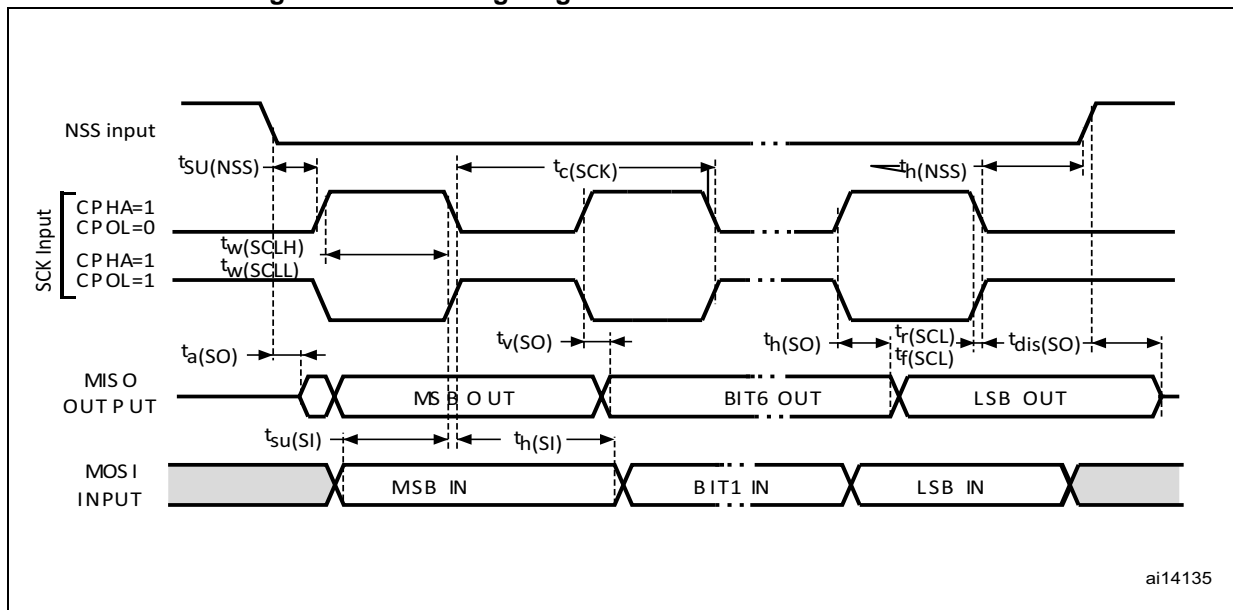 NSS input
tSU(NSS)
tc(SCK)
th(NSS)
SCK Input
CPHA=1
CPOL=0
tw(SCLH)
tw(SCLL)
CPHA=1
CPOL=1
ta(SO)
tv(SO)
th(SO)
tr(SCL)
tf(SCL)
tdis(SO)
MISO
OUTPUT
MSB OUT
BIT6 OUT
LSB OUT
tsu(SI)
th(SI)
MOSI
INPUT
MSB IN
BIT1 IN
LSB IN
ai14135